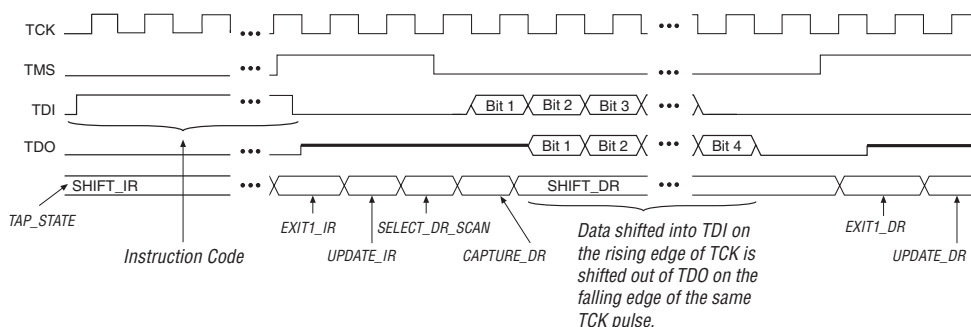 TCK
TMS
TDI Bit 1 Bit 2 Bit 3
TDO Bit 1 Bit 2 Bit 4
SHIFT_IR SHIFT_DR
TAP_STATE
EXIT1_IR SELECT_DR_SCAN EXIT1_DR
Instruction Code UPDATE_IR CAPTURE_DR UPDATE_DR
Data shifted into TDI on
the rising edge of TCK is
shifted out of TDO on the
falling edge of the same
TCK pulse.